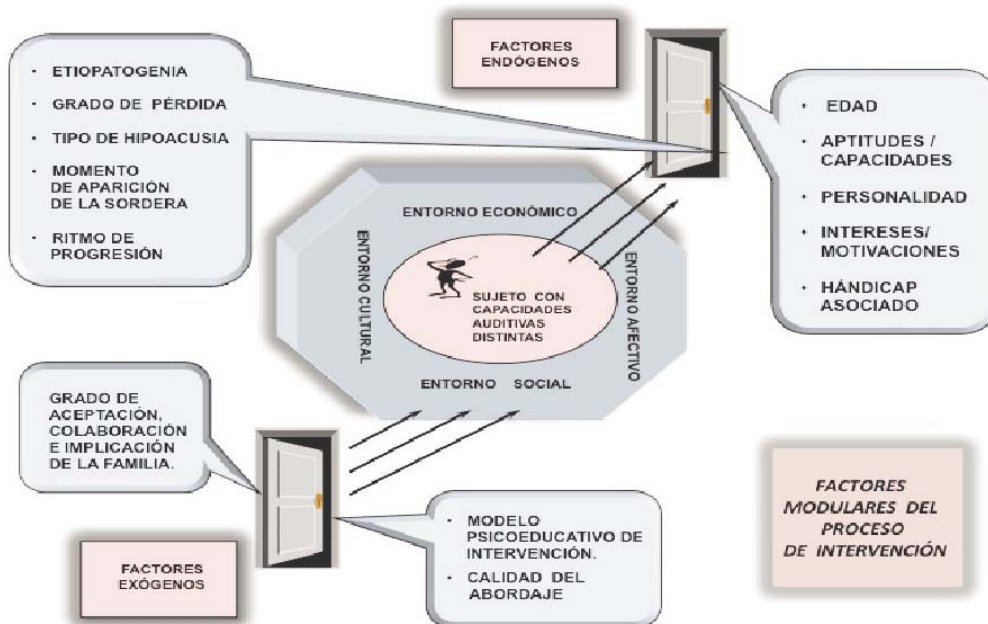 FACTORES
ENDÓGENOS
· ETIOPATOGENIA
· GRADO DE PÉRDIDA
· TIPO DE HIPOACUSIA
· MOMENTO
DE APARICIÓN
DE LA SORDERA
· RITMO DE
PROGRESIÓN
· EDAD
· APTITUDES /
CAPACIDADES
· PERSONALIDAD
· INTERESES/
MOTIVACIONES
· HÁNDICAP
ASOCIADO
ENTORNO ECONÓMICO
ENTORNO CULTURAL
SUJETO CON
CAPACIDADES
AUDITIVAS
DISTINTAS
ENTORNO AFECTIVO
ENTORNO SOCIAL
GRADO DE
ACEPTACIÓN,
COLABORACIÓN
E IMPLICACIÓN
DE LA FAMILIA.
· MODELO
PSICOEDUCATIVO DE
INTERVENCIÓN.
· CALIDAD DEL
ABORDAJE
FACTORES
EXÓGENOS
FACTORES
MODULARES DEL
PROCESO
DE INTERVENCIÓN